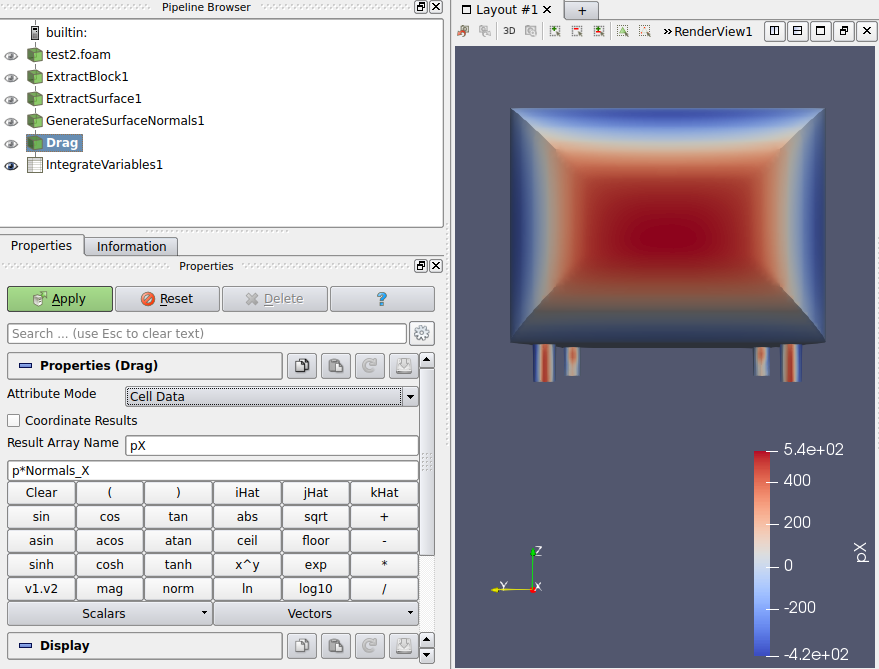 Pipeline Browser
builtin:
test2.foam
ExtractBlock1
ExtractSurface1
GenerateSurfaceNormals1
Drag
IntegrateVariables1
Properties Information
Properties
Apply Reset Delete ?
Search ... (use Esc to clear text)
Properties (Drag)
Attribute Mode Cell Data
Coordinate Results
Result Array Name pX
p*Normals_X
Clear ( ) iHat jHat kHat
sin cos tan abs sqrt +
asin acos atan ceil floor -
sinh cosh tanh x^y exp *
v1.v2 mag norm ln log10 /
Scalars Vectors
Display
Layout #1 +
3D » RenderView1
5.4e+02
400
200
0
-200
-4.2e+02
pX
Z
Y X